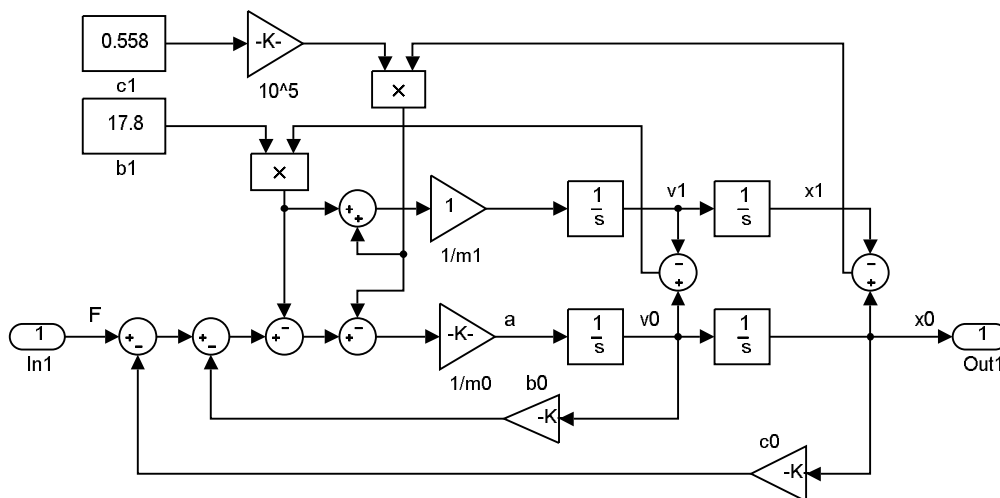 0.558
-K-
c1
10^5
×
17.8
b1
×
+
+
1
1/m1
1
s
v1
1
s
x1
-
+
-
+
1
In1
F
+
-
+
-
+
-
+
-
-K-
1/m0
a
1
s
v0
1
s
x0
1
Out1
b0
-K
c0
-K